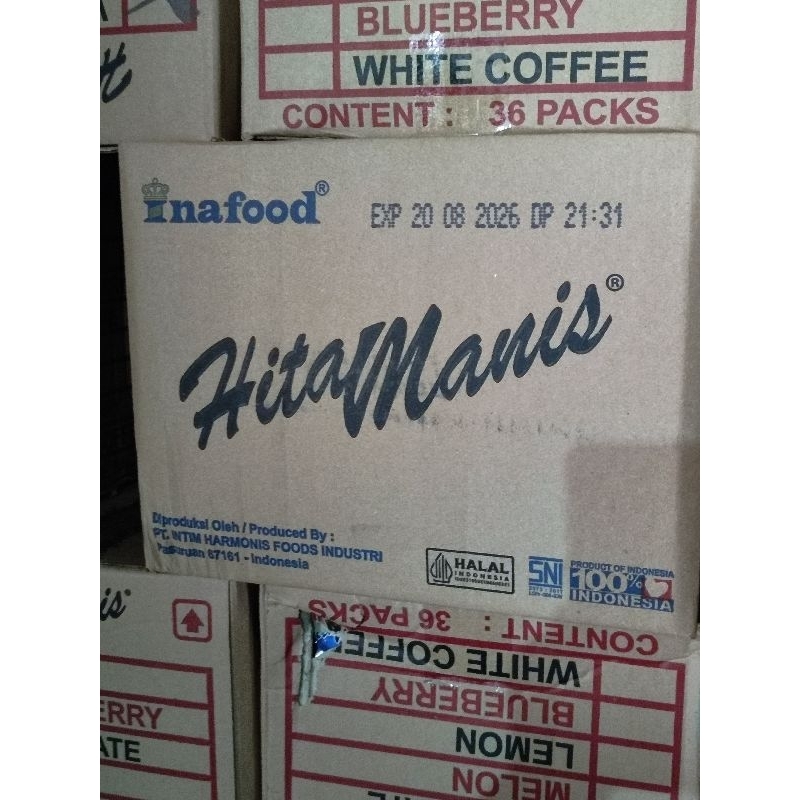 BLUEBERRY
WHITE COFFEE
CONTENT : 36 PACKS
inafood®
EXP 20 08 2026 DP 21:31
HitaManis®
Diproduksi Oleh / Produced By :
PT. INTIM HARMONIS FOODS INDUSTRI
Pasuruan 67161 - Indonesia
HALAL
INDONESIA
SNI
PRODUCT OF INDONESIA
100%
INDONESIA
CONTENT : 36 PACKS
WHITE COFFEE
BLUEBERRY
LEMON
MELON
is®
ERRY
ATE